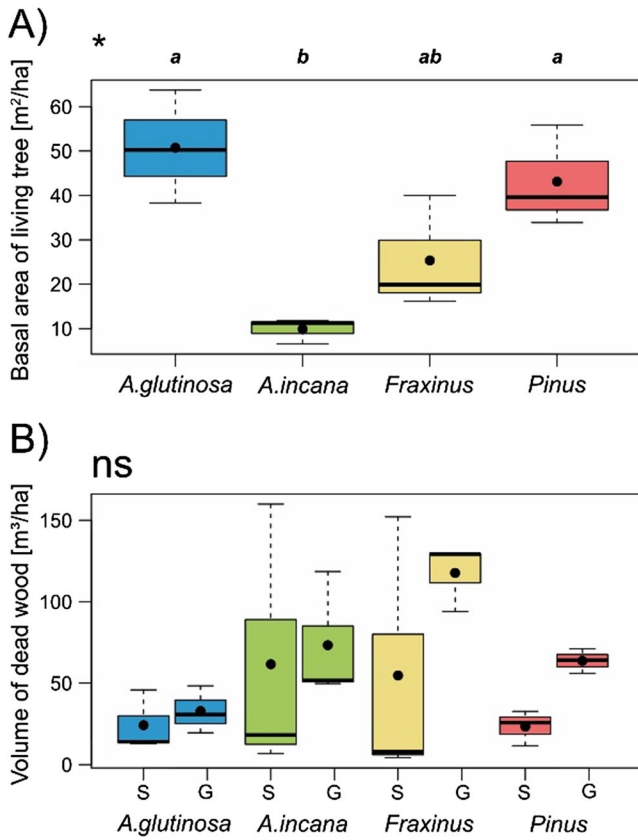 A)
* a b ab a
Basal area of living tree [m²/ha]
60
50
40
30
20
10
A.glutinosa A.incana Fraxinus Pinus
B)
ns
Volume of dead wood [m³/ha]
150
100
50
0
S G S G S G S G
A.glutinosa A.incana Fraxinus Pinus